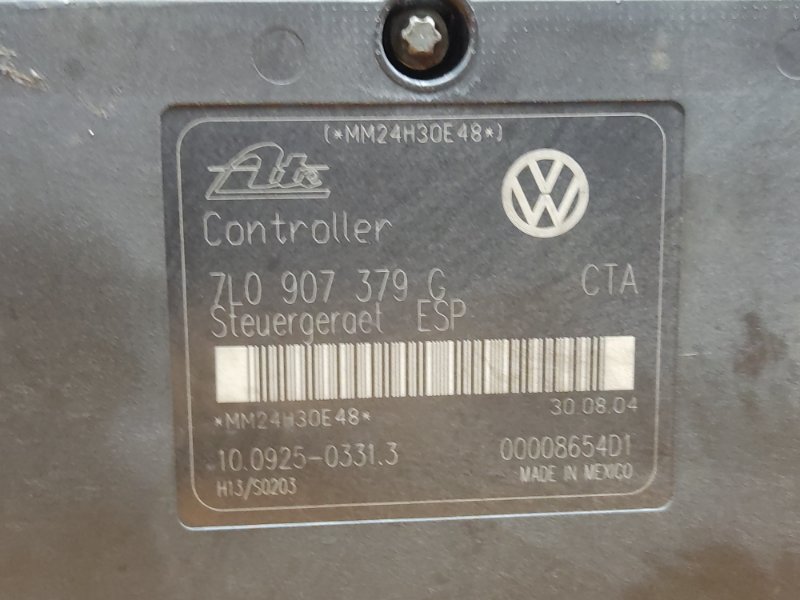 (*MM24H30E48*)
Ate
Controller
7L0 907 379 G CTA
Steuergeraet ESP
*MM24H30E48* 30.08.04
10.0925-0331.3 00008654D1
H13/S0203 MADE IN MEXICO